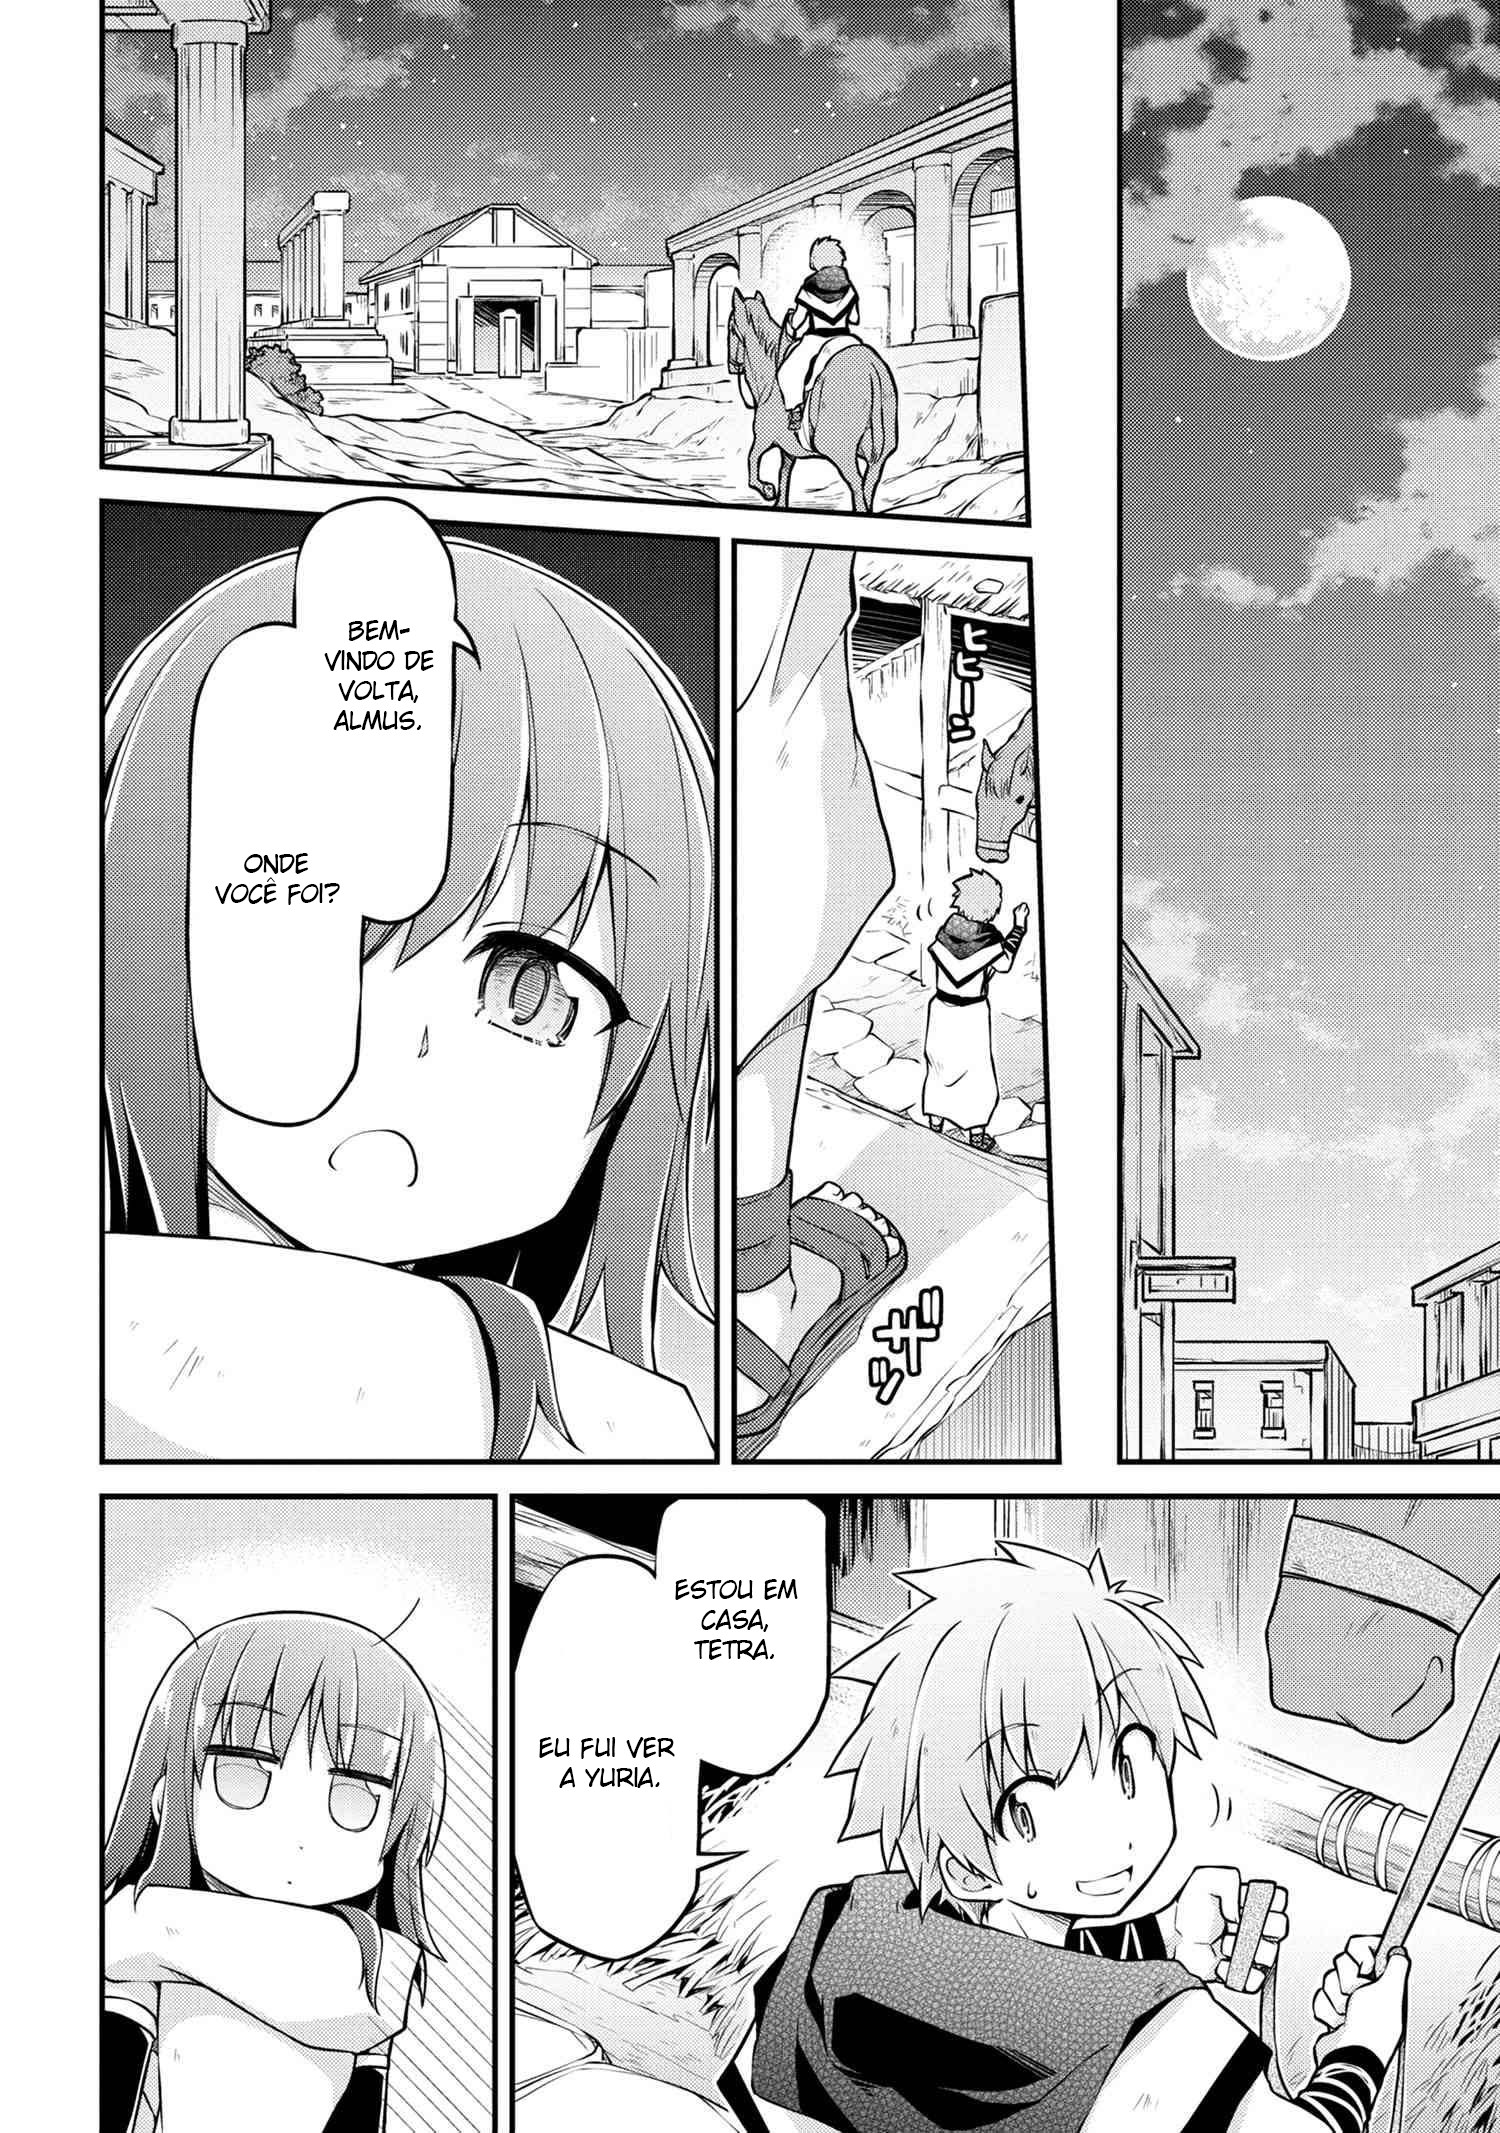 ヒヒーン
ザッ
BEM-
VINDO DE
VOLTA,
ALMUS.
ONDE
VOCÊ FOI?
ESTOU EM
CASA,
TETRA.
EU FUI VER
A YURIA.